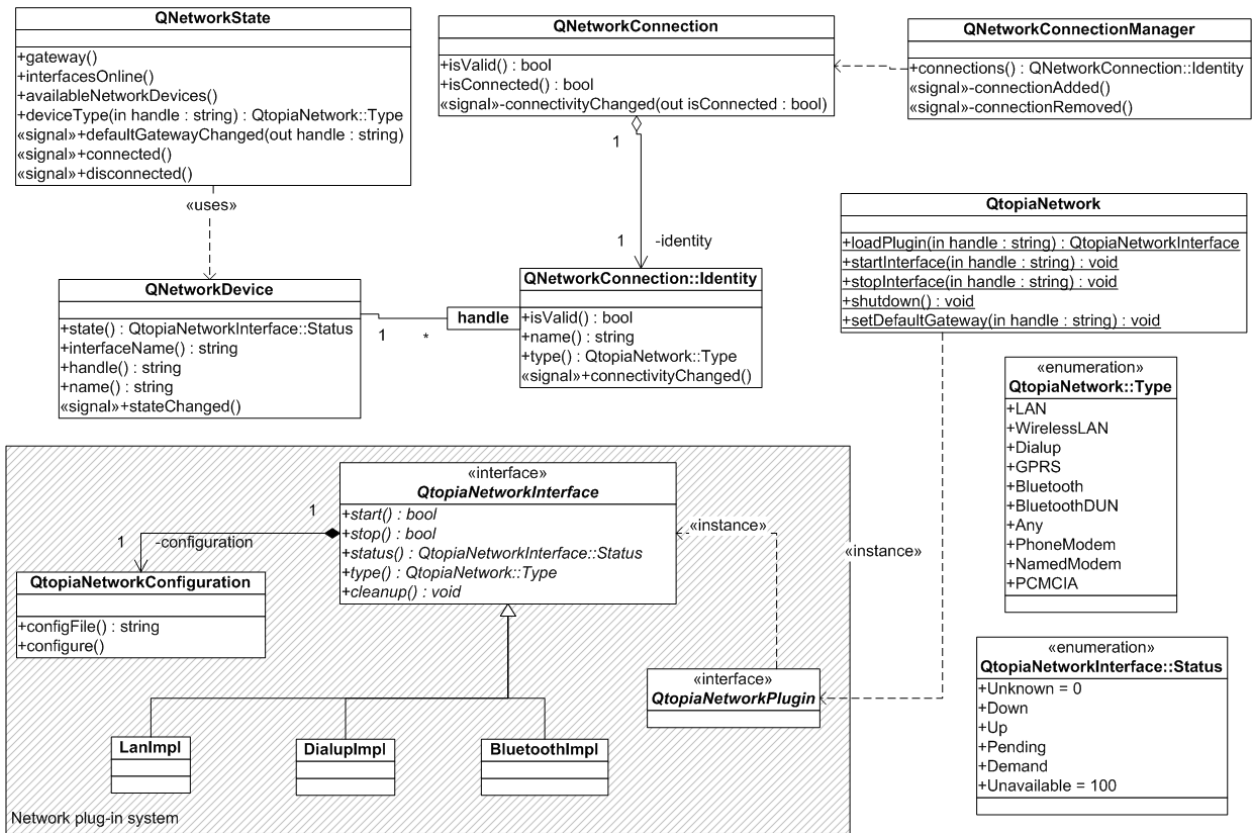 QNetworkState
+gateway()
+interfacesOnline()
+availableNetworkDevices()
+deviceType(in handle : string) : QtopiaNetwork::Type
«signal»+defaultGatewayChanged(out handle : string)
«signal»+connected()
«signal»+disconnected()
QNetworkConnection
+isValid() : bool
+isConnected() : bool
«signal»-connectivityChanged(out isConnected : bool)
QNetworkConnectionManager
+connections() : QNetworkConnection::Identity
«signal»-connectionAdded()
«signal»-connectionRemoved()
«uses»
1
1
-identity
QtopiaNetwork
+loadPlugin(in handle : string) : QtopiaNetworkInterface
+startInterface(in handle : string) : void
+stopInterface(in handle : string) : void
+shutdown() : void
+setDefaultGateway(in handle : string) : void
QNetworkDevice
+state() : QtopiaNetworkInterface::Status
+interfaceName() : string
+handle() : string
+name() : string
«signal»+stateChanged()
1
*
handle
QNetworkConnection::Identity
+isValid() : bool
+name() : string
+type() : QtopiaNetwork::Type
«signal»+connectivityChanged()
«enumeration»
QtopiaNetwork::Type
+LAN
+WirelessLAN
+Dialup
+GPRS
+Bluetooth
+BluetoothDUN
+Any
+PhoneModem
+NamedModem
+PCMCIA
«interface»
QtopiaNetworkInterface
+start() : bool
+stop() : bool
+status() : QtopiaNetworkInterface::Status
+type() : QtopiaNetwork::Type
+cleanup() : void
1
1
-configuration
«instance»
«instance»
QtopiaNetworkConfiguration
+configFile() : string
+configure()
«interface»
QtopiaNetworkPlugin
«enumeration»
QtopiaNetworkInterface::Status
+Unknown = 0
+Down
+Up
+Pending
+Demand
+Unavailable = 100
LanImpl
DialupImpl
BluetoothImpl
Network plug-in system